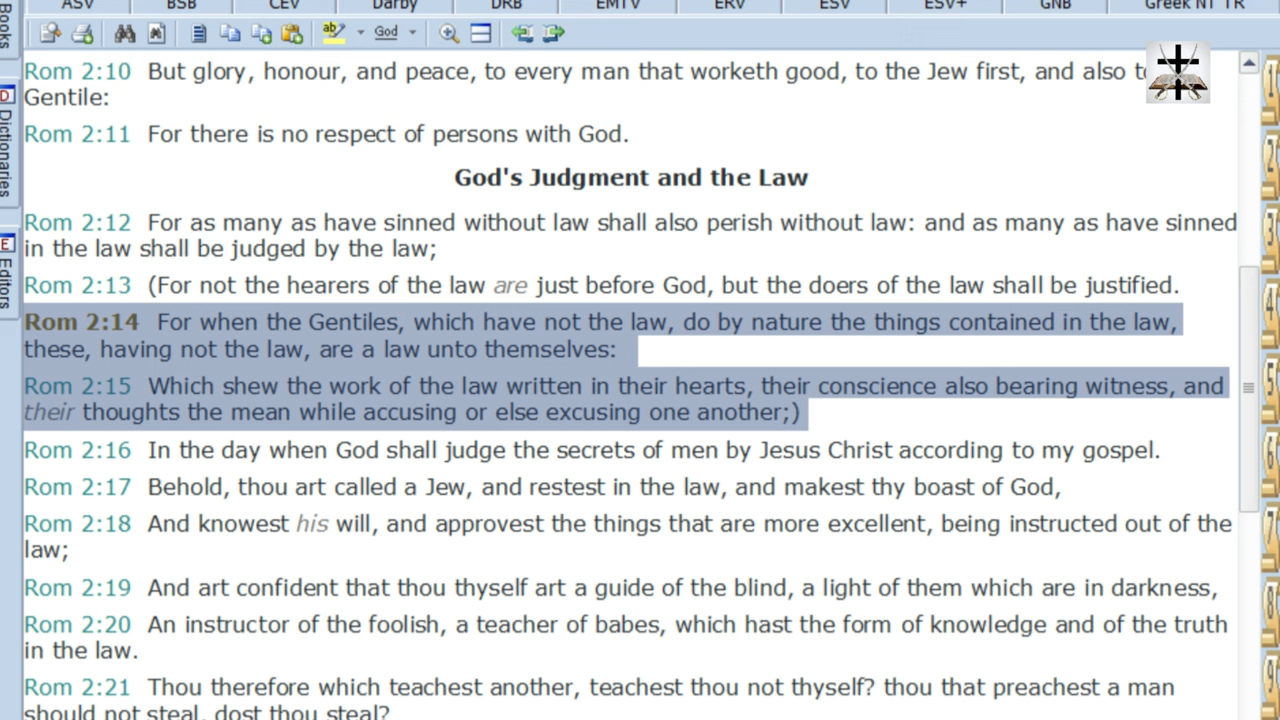 ASV BSB CEV Darby DRB EMTV ERV ESV ESV+ GNB Greek NT TR
Books
ab God
Rom 2:10 But glory, honour, and peace, to every man that worketh good, to the Jew first, and also
Gentile:
Dictionaries
Rom 2:11 For there is no respect of persons with God.
God's Judgment and the Law
Rom 2:12 For as many as have sinned without law shall also perish without law: and as many as have sinned
in the law shall be judged by the law;
Editors
Rom 2:13 (For not the hearers of the law are just before God, but the doers of the law shall be justified.
Rom 2:14 For when the Gentiles, which have not the law, do by nature the things contained in the law,
these, having not the law, are a law unto themselves:
Rom 2:15 Which shew the work of the law written in their hearts, their conscience also bearing witness, and
their thoughts the mean while accusing or else excusing one another;)
Rom 2:16 In the day when God shall judge the secrets of men by Jesus Christ according to my gospel.
Rom 2:17 Behold, thou art called a Jew, and restest in the law, and makest thy boast of God,
Rom 2:18 And knowest his will, and approvest the things that are more excellent, being instructed out of the
law;
Rom 2:19 And art confident that thou thyself art a guide of the blind, a light of them which are in darkness,
Rom 2:20 An instructor of the foolish, a teacher of babes, which hast the form of knowledge and of the truth
in the law.
Rom 2:21 Thou therefore which teachest another, teachest thou not thyself? thou that preachest a man
should not steal, dost thou steal?
1
2
3
4
5
6
7
8
9